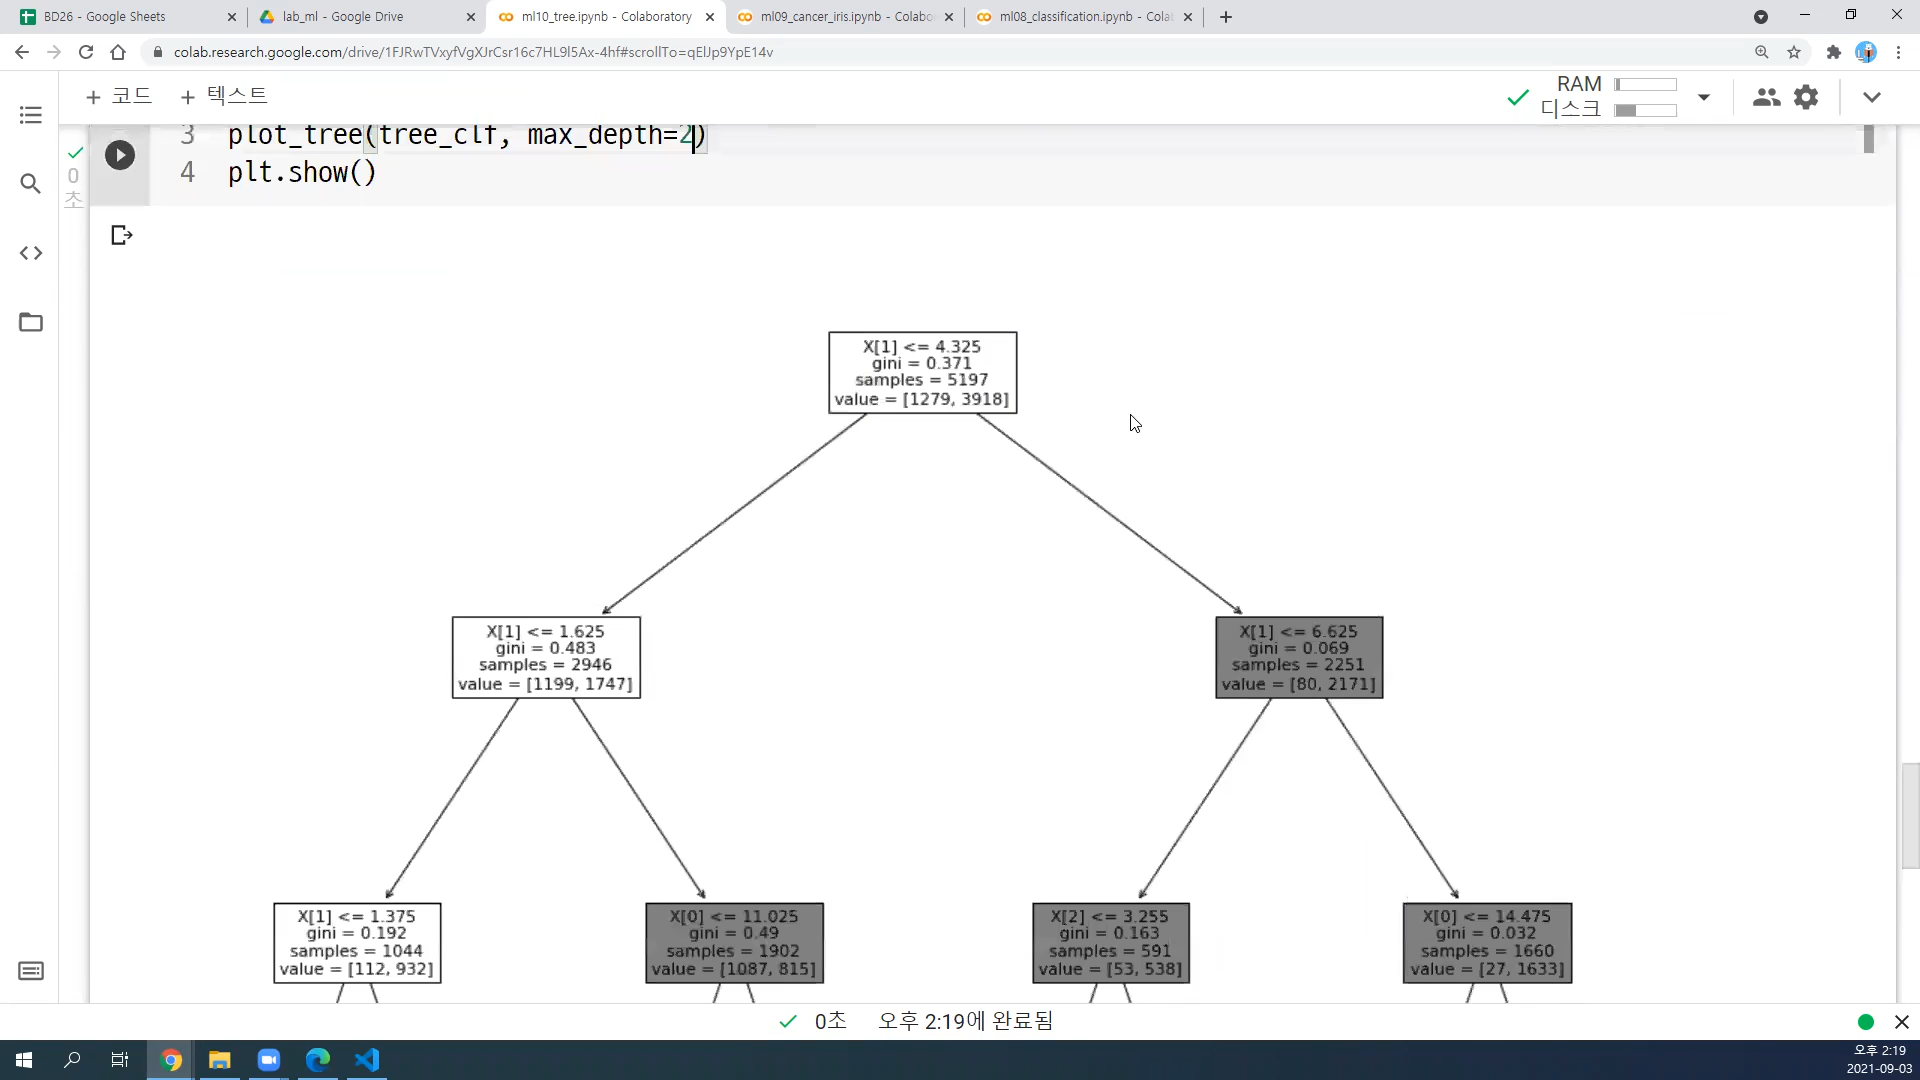 BD26 - Google Sheets
lab_ml - Google Drive
ml10_tree.ipynb - Colaboratory
ml09_cancer_iris.ipynb - Colabo
ml08_classification.ipynb - Cola
colab.research.google.com/drive/1FJRwTVxyfVgXJrCsr16c7HL9l5Ax-4hf#scrollTo=qElJp9YpE14v
+ 코드
+ 텍스트
RAM
디스크
3 plot_tree(tree_clf, max_depth=2)
0
초
4 plt.show()
X[1] <= 4.325
gini = 0.371
samples = 5197
value = [1279, 3918]
X[1] <= 1.625
gini = 0.483
samples = 2946
value = [1199, 1747]
X[1] <= 6.625
gini = 0.069
samples = 2251
value = [80, 2171]
X[1] <= 1.375
gini = 0.192
samples = 1044
value = [112, 932]
X[0] <= 11.025
gini = 0.49
samples = 1902
value = [1087, 815]
X[2] <= 3.255
gini = 0.163
samples = 591
value = [53, 538]
X[0] <= 14.475
gini = 0.032
samples = 1660
value = [27, 1633]
0초 오후 2:19에 완료됨
오후 2:19
2021-09-03